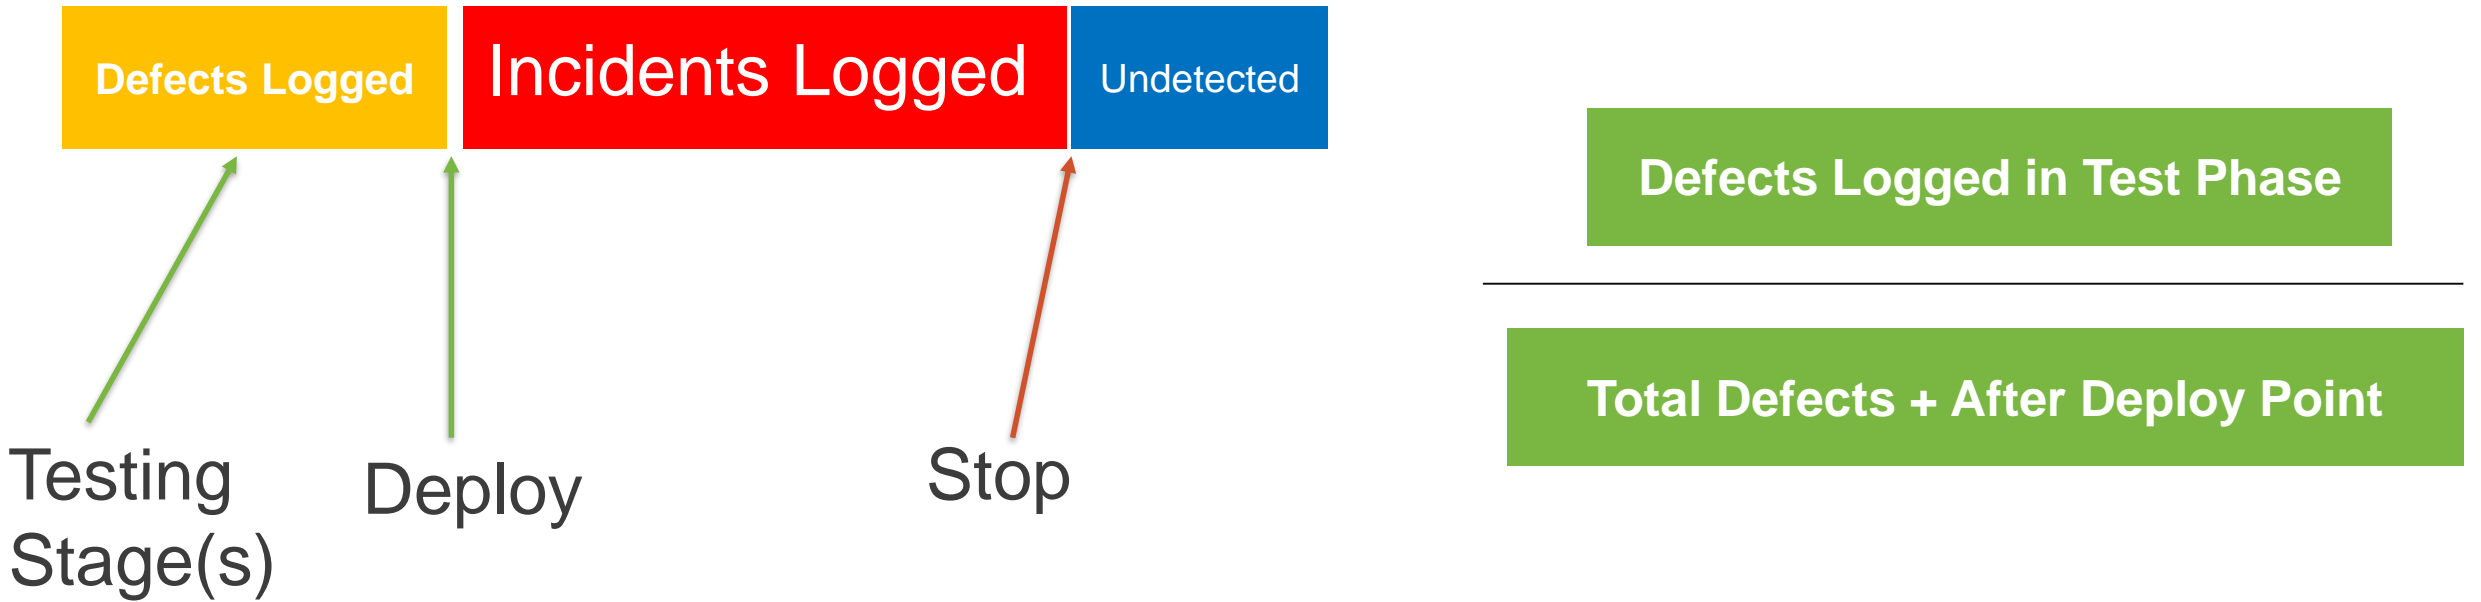 Defects Logged
Incidents Logged
Undetected
Testing
Stage(s)
Deploy
Stop
Defects Logged in Test Phase
Total Defects + After Deploy Point